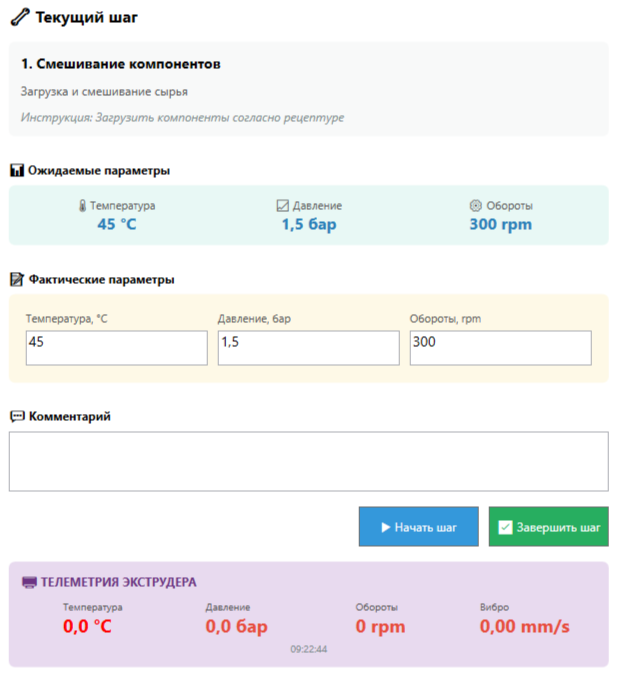 Текущий шаг
1. Смешивание компонентов
Загрузка и смешивание сырья
Инструкция: Загрузить компоненты согласно рецептуре
Ожидаемые параметры
Температура Давление Обороты
45 °C 1,5 бар 300 rpm
Фактические параметры
Температура, °C Давление, бар Обороты, rpm
45 1,5 300
Комментарий
Начать шаг Завершить шаг
ТЕЛЕМЕТРИЯ ЭКСТРУДЕРА
Температура Давление Обороты Вибро
0,0 °C 0,0 бар 0 rpm 0,00 mm/s
09:22:44